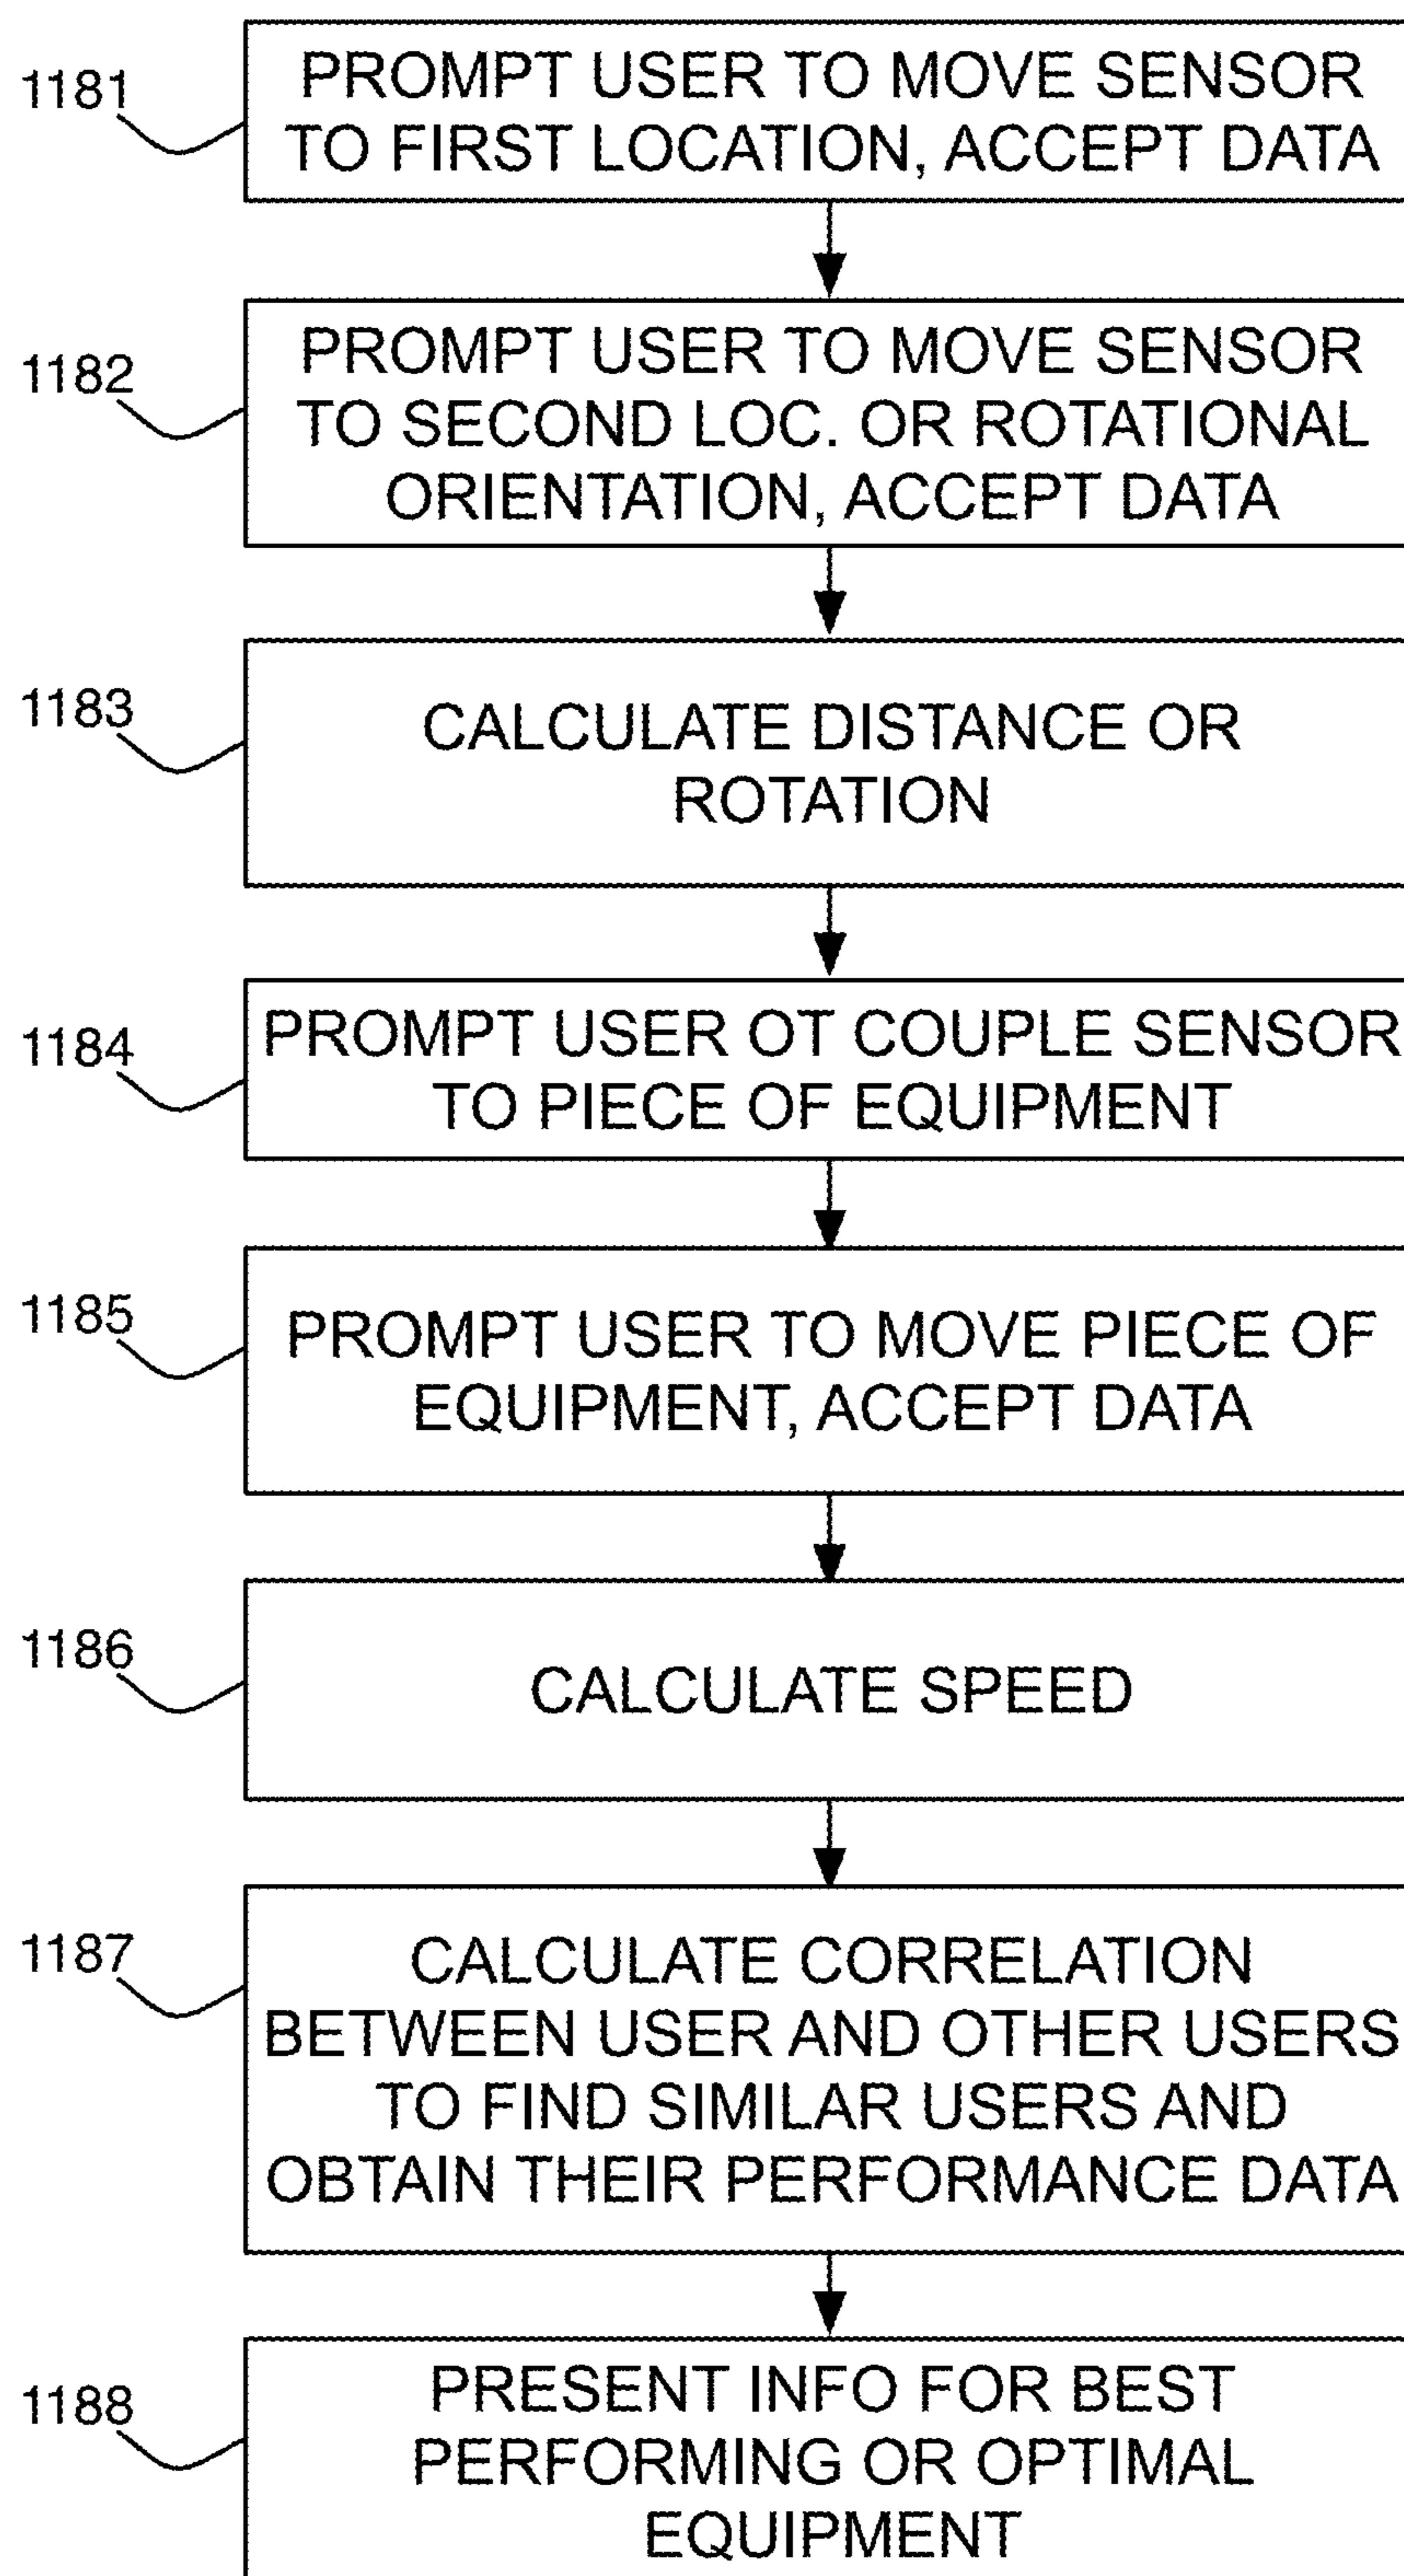 1181
PROMPT USER TO MOVE SENSOR
TO FIRST LOCATION, ACCEPT DATA
1182
PROMPT USER TO MOVE SENSOR
TO SECOND LOC. OR ROTATIONAL
ORIENTATION, ACCEPT DATA
1183
CALCULATE DISTANCE OR
ROTATION
1184
PROMPT USER OT COUPLE SENSOR
TO PIECE OF EQUIPMENT
1185
PROMPT USER TO MOVE PIECE OF
EQUIPMENT, ACCEPT DATA
1186
CALCULATE SPEED
1187
CALCULATE CORRELATION
BETWEEN USER AND OTHER USERS
TO FIND SIMILAR USERS AND
OBTAIN THEIR PERFORMANCE DATA
1188
PRESENT INFO FOR BEST
PERFORMING OR OPTIMAL
EQUIPMENT